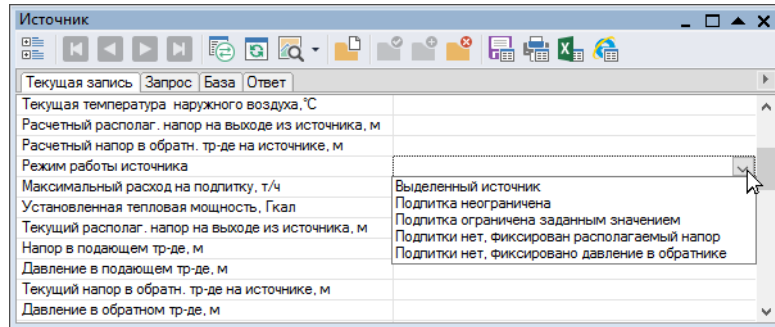 Источник
Текущая запись Запрос База Ответ
Текущая температура наружного воздуха,°C
Расчетный располаг. напор на выходе из источника, м
Расчетный напор в обратн. тр-де на источнике, м
Режим работы источника
Максимальный расход на подпитку, т/ч
Установленная тепловая мощность, Гкал
Текущий располаг. напор на выходе из источника, м
Напор в подающем тр-де, м
Давление в подающем тр-де, м
Текущий напор в обратн. тр-де на источнике, м
Давление в обратном тр-де, м
Выделенный источник
Подпитка неограничена
Подпитка ограничена заданным значением
Подпитки нет, фиксирован располагаемый напор
Подпитки нет, фиксировано давление в обратнике